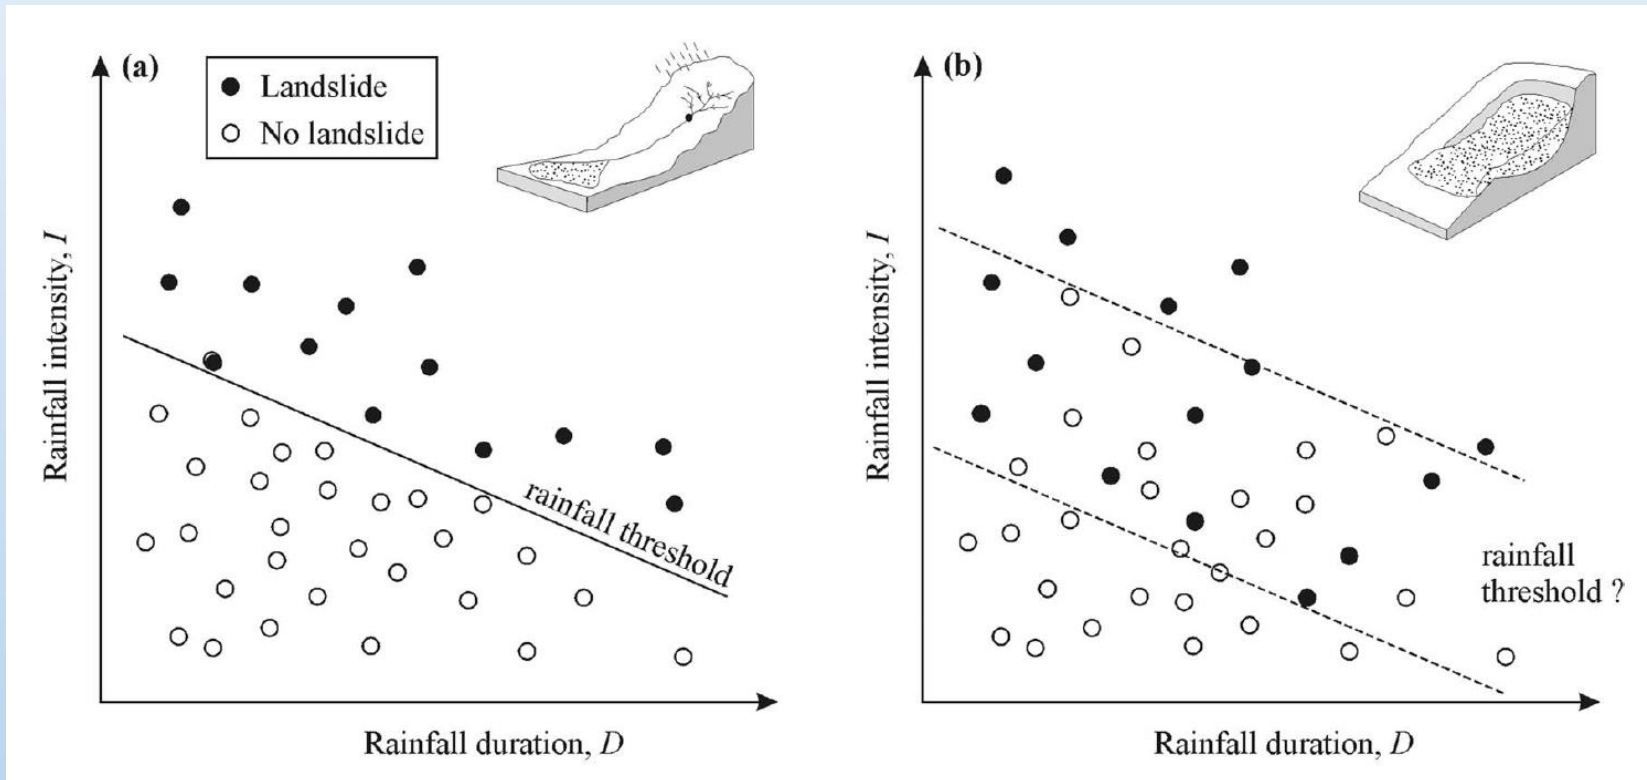 (a)
Landslide
No landslide
Rainfall intensity, I
rainfall threshold
Rainfall duration, D
(b)
Rainfall intensity, I
rainfall
threshold ?
Rainfall duration, D